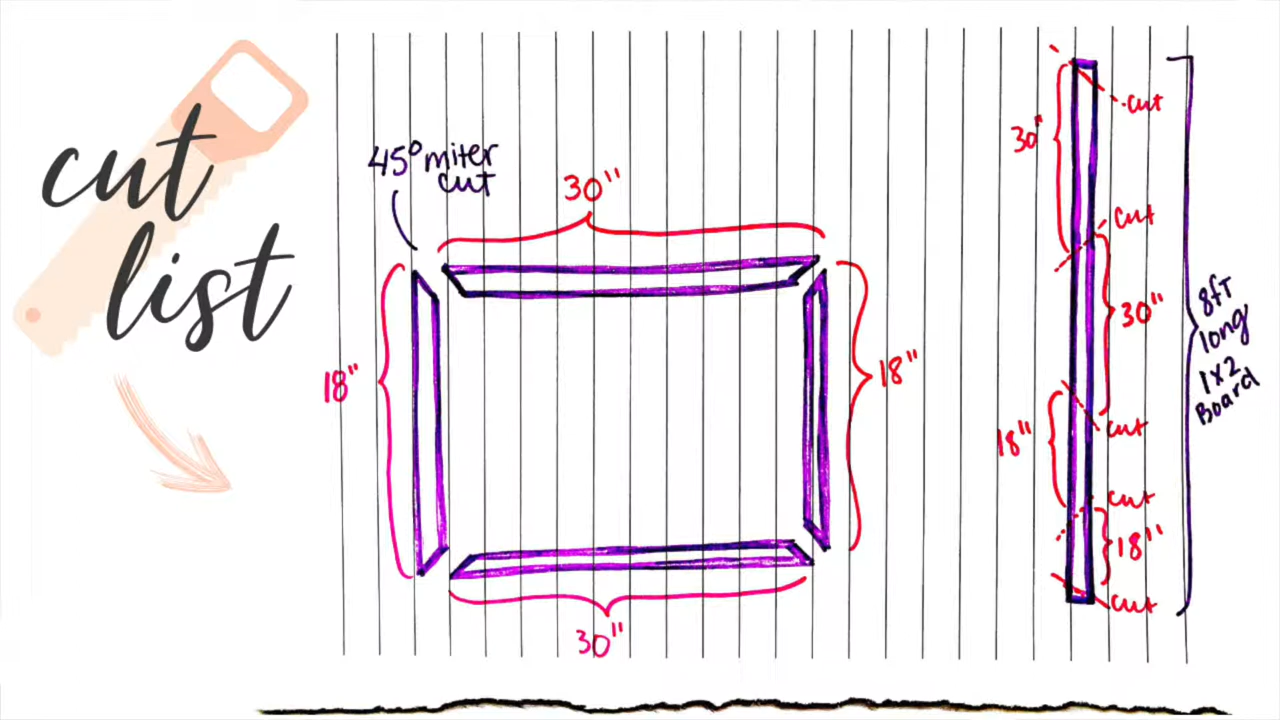 cut
list
45° miter
cut
30"
18"
18"
30"
30"
cut
cut
30"
18"
cut
cut
18"
cut
8fT
long
1x2
Board